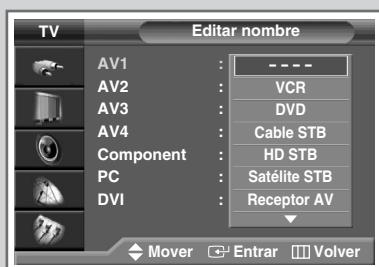 TV Editar nombre
AV1 : - - - -
AV2 : VCR
AV3 : DVD
AV4 : Cable STB
Component : HD STB
PC : Satélite STB
DVI : Receptor AV
Mover Entrar Volver